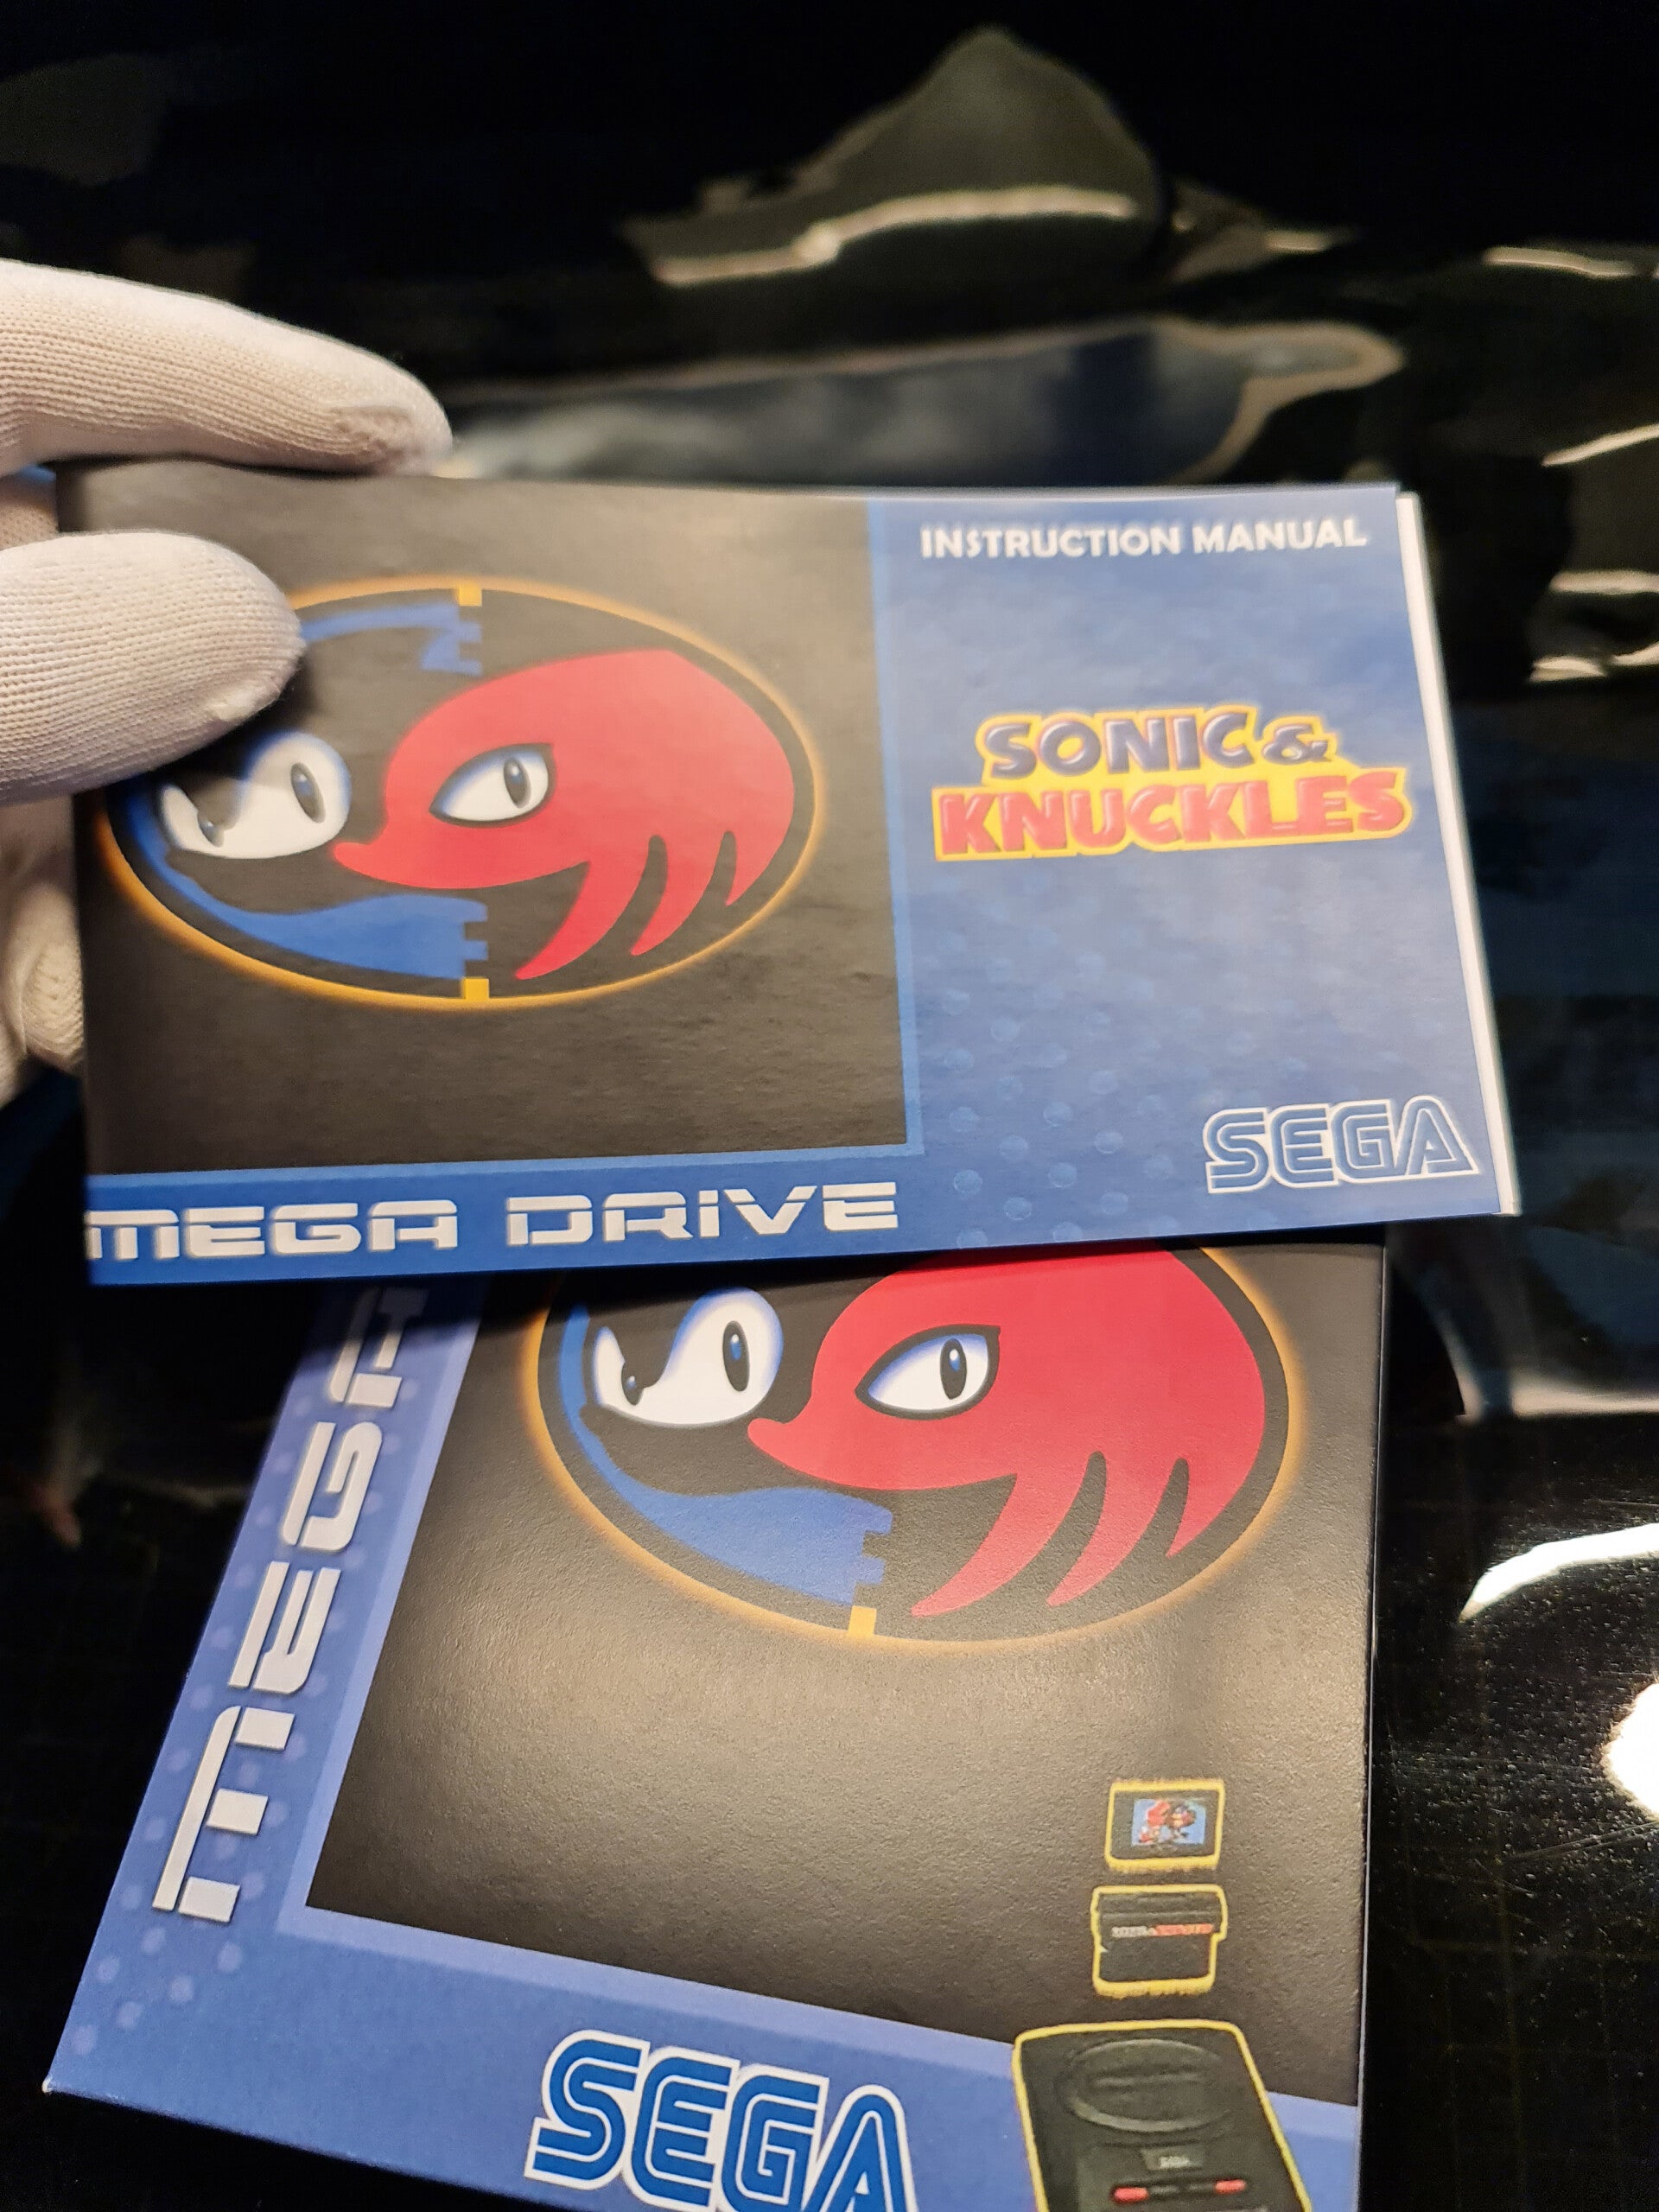 INSTRUCTION MANUAL
SONIC &
KNUCKLES
SEGA
MEGA DRIVE
MEGA
SEGA